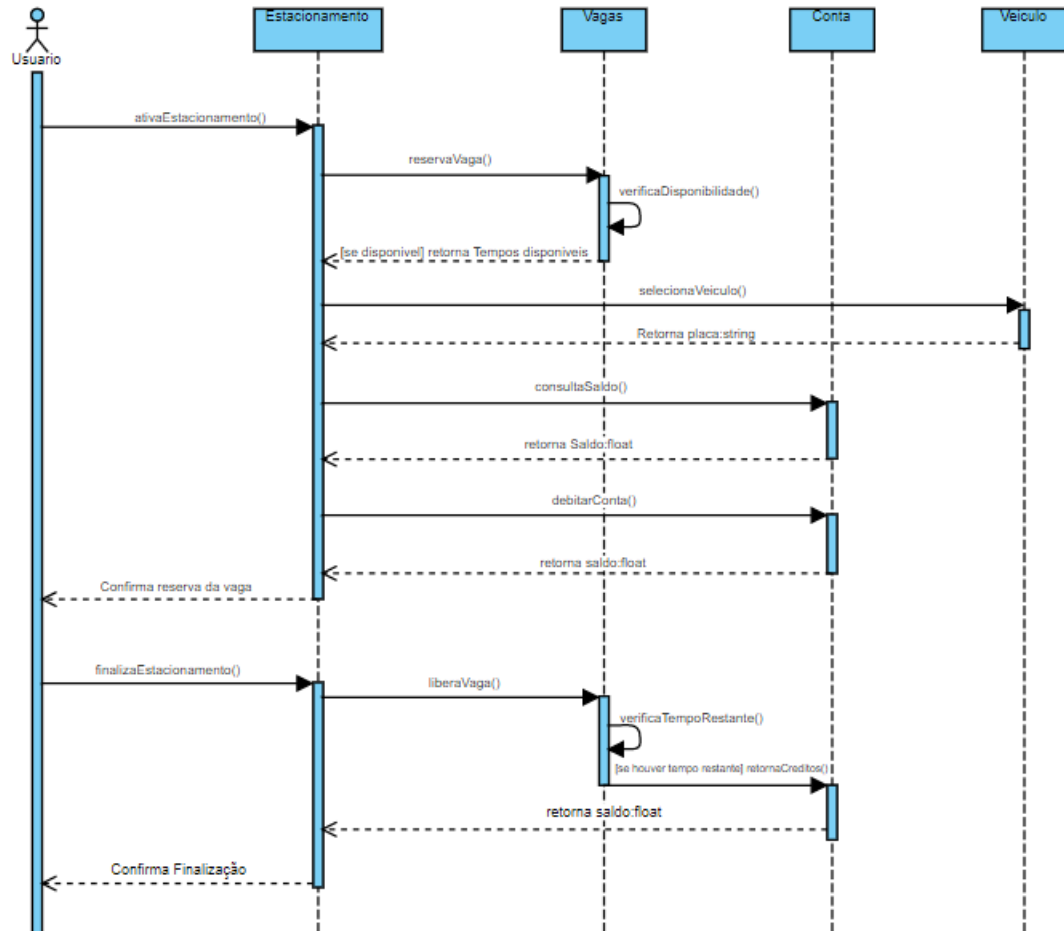 Usuario
Estacionamento
Vagas
Conta
Veiculo
ativaEstacionamento()
reservaVaga()
verificaDisponibilidade()
[se disponivel] retorna Tempos disponiveis
selecionaVeiculo()
Retorna placa:string
consultaSaldo()
retorna Saldo:float
debitarConta()
retorna saldo:float
Confirma reserva da vaga
finalizaEstacionamento()
liberaVaga()
verificaTempoRestante()
[se houver tempo restante] retornaCreditos()
retorna saldo:float
Confirma Finalização